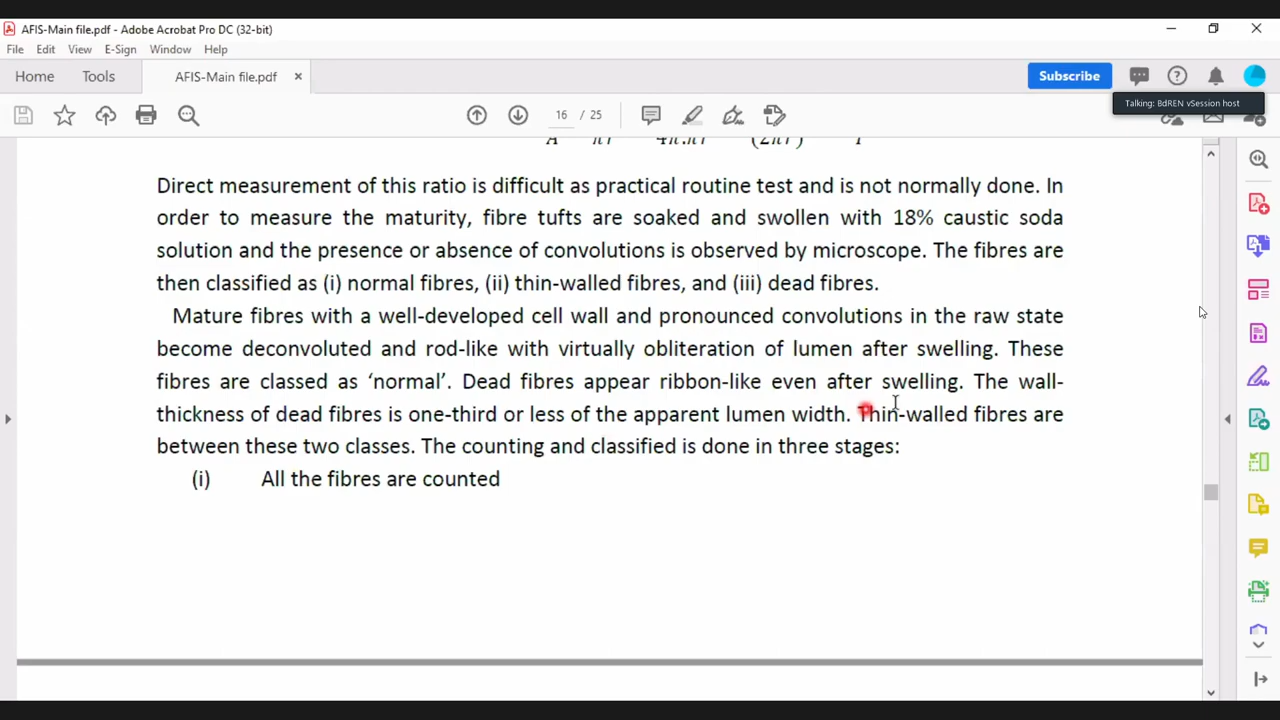 AFIS-Main file.pdf - Adobe Acrobat Pro DC (32-bit)
File Edit View E-Sign Window Help
Home Tools AFIS-Main file.pdf × Subscribe
Talking: BdREN vSession host
16 / 25
Direct measurement of this ratio is difficult as practical routine test and is not normally done. In
order to measure the maturity, fibre tufts are soaked and swollen with 18% caustic soda
solution and the presence or absence of convolutions is observed by microscope. The fibres are
then classified as (i) normal fibres, (ii) thin-walled fibres, and (iii) dead fibres.
Mature fibres with a well-developed cell wall and pronounced convolutions in the raw state
become deconvoluted and rod-like with virtually obliteration of lumen after swelling. These
fibres are classed as ‘normal’. Dead fibres appear ribbon-like even after swelling. The wall-
thickness of dead fibres is one-third or less of the apparent lumen width. Thin-walled fibres are
between these two classes. The counting and classified is done in three stages:
(i) All the fibres are counted